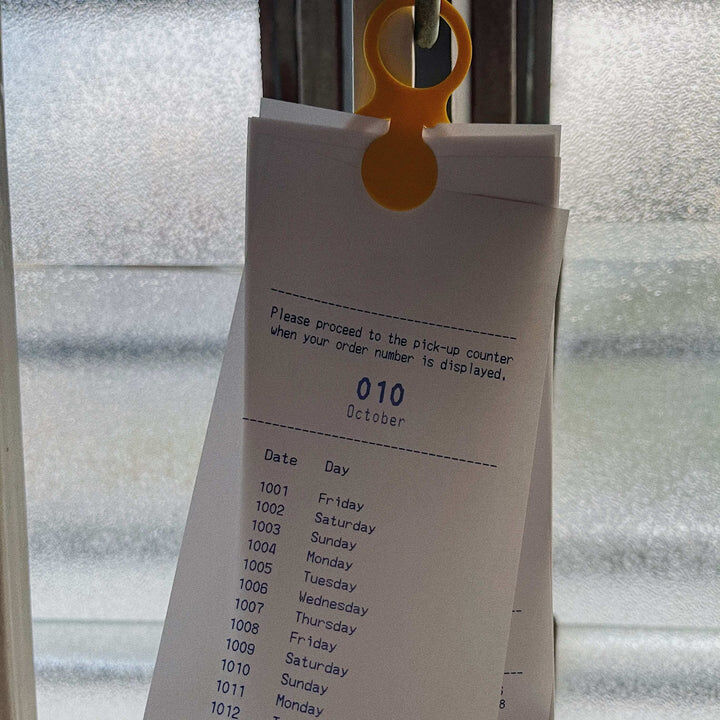 Please proceed to the pick-up counter
when your order number is displayed.
010
October
Date Day
1001 Friday
1002 Saturday
1003 Sunday
1004 Monday
1005 Tuesday
1006 Wednesday
1007 Thursday
1008 Friday
1009 Saturday
1010 Sunday
1011 Monday
1012
8